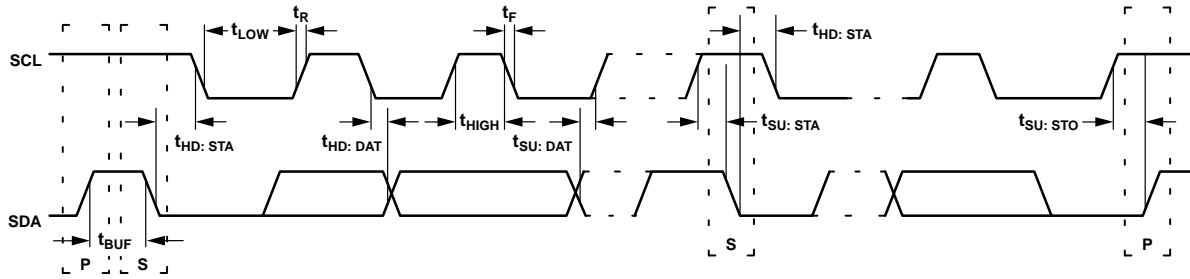 tR
tF
tLOW
tHD: STA
SCL
tHD: STA
tHD: DAT
tHIGH
tSU: DAT
tSU: STA
tSU: STO
SDA
tBUF
P
S
S
P